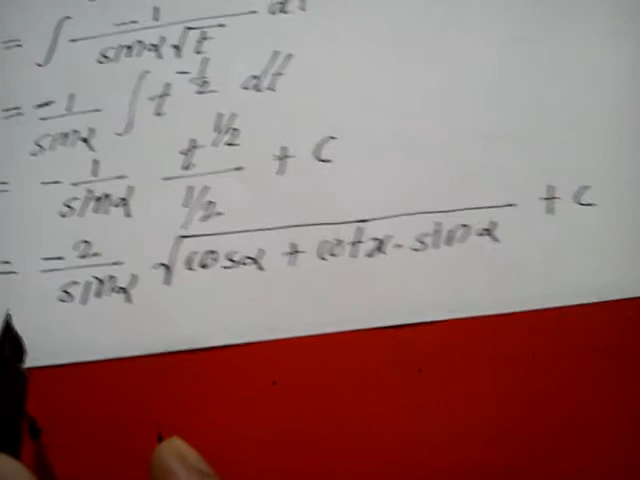 = ∫ -1 / (sinα √t) dt
= -1/sinα ∫ t^(-1/2) dt
= - 1/sinα t^(1/2) / (1/2) + c
= -2/sinα √(cosα + cotx - sinα) + c